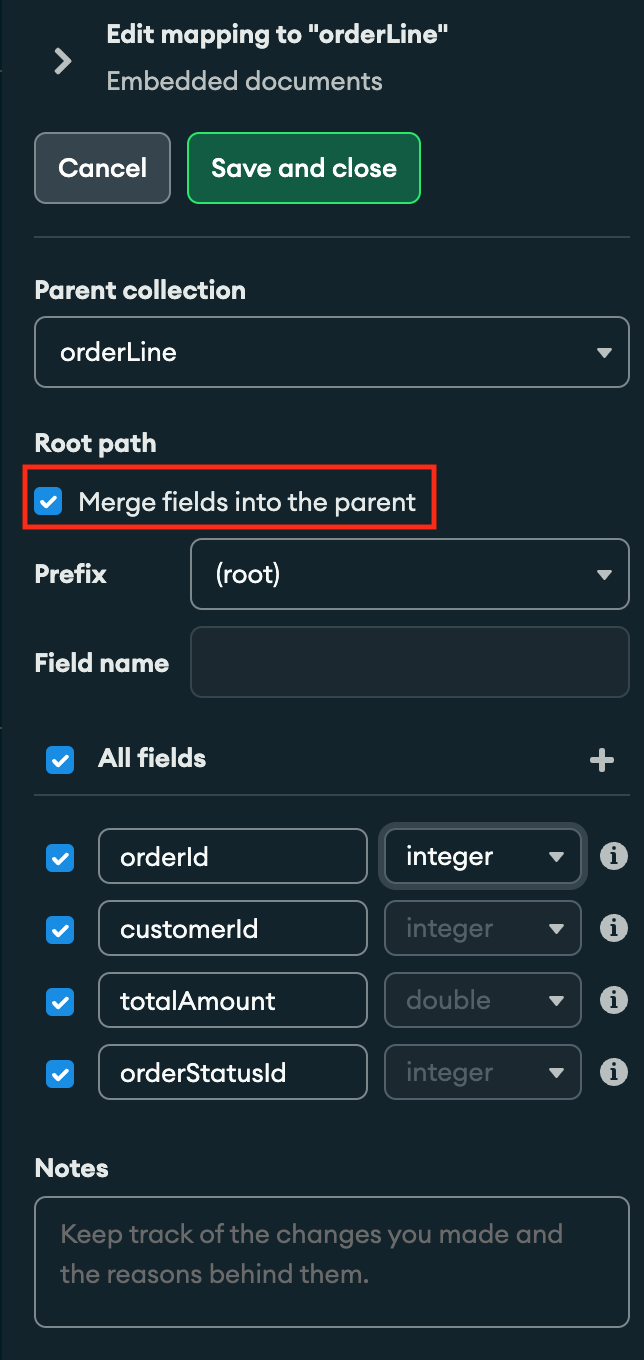 Edit mapping to "orderLine"
Embedded documents
Cancel
Save and close
Parent collection
orderLine
Root path
Merge fields into the parent
Prefix
(root)
Field name
All fields
orderId
integer
customerId
integer
totalAmount
double
orderStatusId
integer
Notes
Keep track of the changes you made and
the reasons behind them.